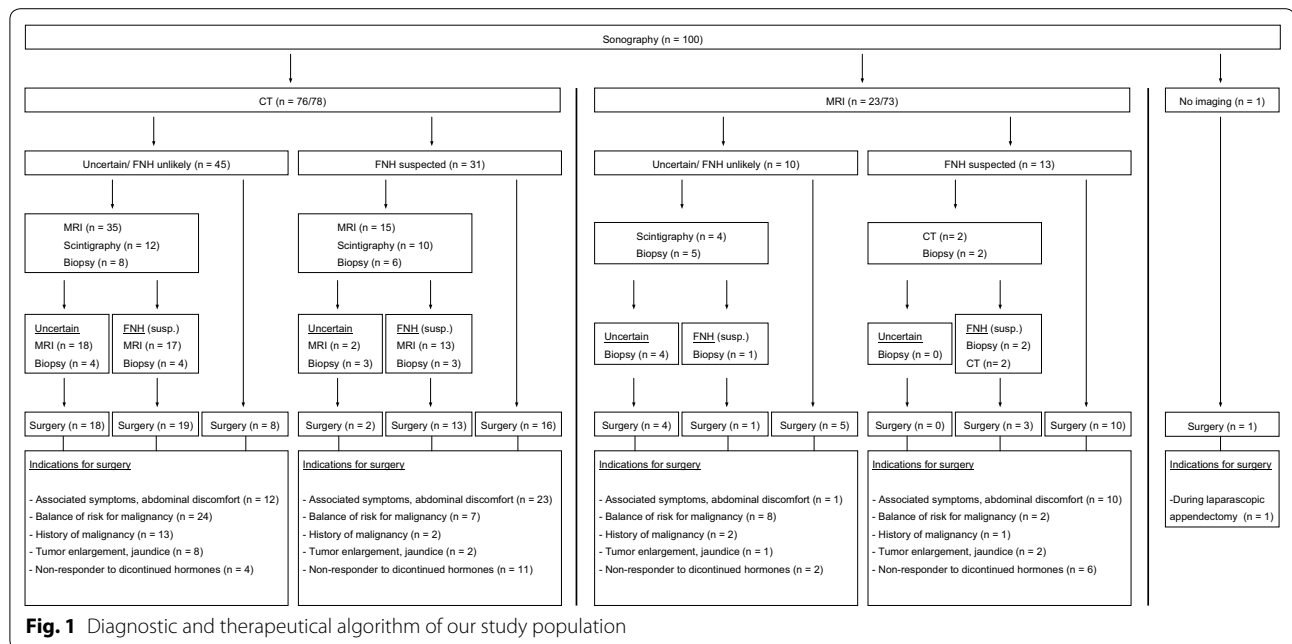 Sonography (n = 100)
CT (n = 76/78)
MRI (n = 23/73)
No imaging (n = 1)
Uncertain/ FNH unlikely (n = 45)
FNH suspected (n = 31)
Uncertain/ FNH unlikely (n = 10)
FNH suspected (n = 13)
MRI (n = 35)
Scintigraphy (n = 12)
Biopsy (n = 8)
MRI (n = 15)
Scintigraphy (n = 10)
Biopsy (n = 6)
Scintigraphy (n = 4)
Biopsy (n = 5)
CT (n= 2)
Biopsy (n = 2)
Uncertain
MRI (n = 18)
Biopsy (n = 4)
FNH (susp.)
MRI (n = 17)
Biopsy (n = 4)
Uncertain
MRI (n = 2)
Biopsy (n = 3)
FNH (susp.)
MRI (n = 13)
Biopsy (n = 3)
Uncertain
Biopsy (n = 4)
FNH (susp.)
Biopsy (n = 1)
Uncertain
Biopsy (n = 0)
FNH (susp.)
Biopsy (n = 2)
CT (n= 2)
Surgery (n = 18)
Surgery (n = 19)
Surgery (n = 8)
Surgery (n = 2)
Surgery (n = 13)
Surgery (n = 16)
Surgery (n = 4)
Surgery (n = 1)
Surgery (n = 5)
Surgery (n = 0)
Surgery (n = 3)
Surgery (n = 10)
Surgery (n = 1)
Indications for surgery
- Associated symptoms, abdominal discomfort (n = 12)
- Balance of risk for malignancy (n = 24)
- History of malignancy (n = 13)
- Tumor enlargement, jaundice (n = 8)
- Non-responder to dicontinued hormones (n = 4)
Indications for surgery
- Associated symptoms, abdominal discomfort (n = 23)
- Balance of risk for malignancy (n = 7)
- History of malignancy (n = 2)
- Tumor enlargement, jaundice (n = 2)
- Non-responder to dicontinued hormones (n = 11)
Indications for surgery
- Associated symptoms, abdominal discomfort (n = 1)
- Balance of risk for malignancy (n = 8)
- History of malignancy (n = 2)
- Tumor enlargement, jaundice (n = 1)
- Non-responder to dicontinued hormones (n = 2)
Indications for surgery
- Associated symptoms, abdominal discomfort (n = 10)
- Balance of risk for malignancy (n = 2)
- History of malignancy (n = 1)
- Tumor enlargement, jaundice (n = 2)
- Non-responder to dicontinued hormones (n = 6)
Indications for surgery
-During laparascopic
appendectomy (n = 1)
Fig. 1 Diagnostic and therapeutical algorithm of our study population